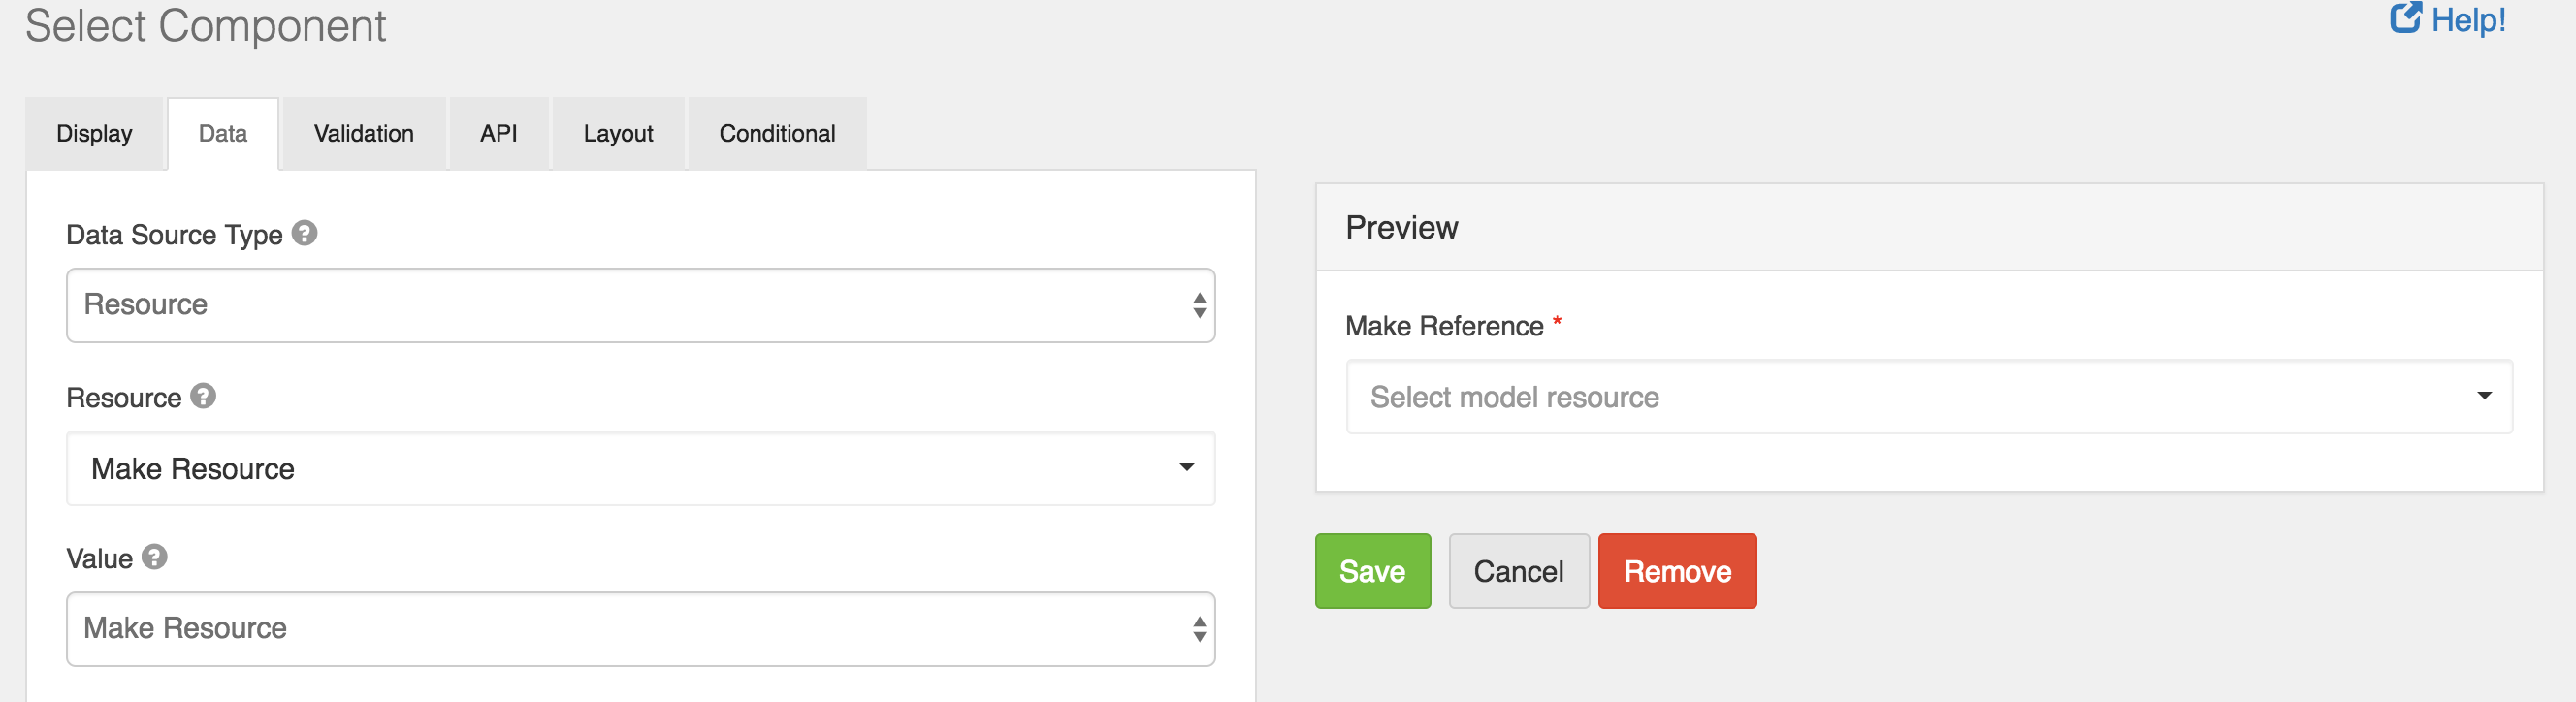 Select Component
Help!
Display Data Validation API Layout Conditional
Data Source Type ?
Resource
Resource ?
Make Resource
Value ?
Make Resource
Preview
Make Reference *
Select model resource
Save Cancel Remove